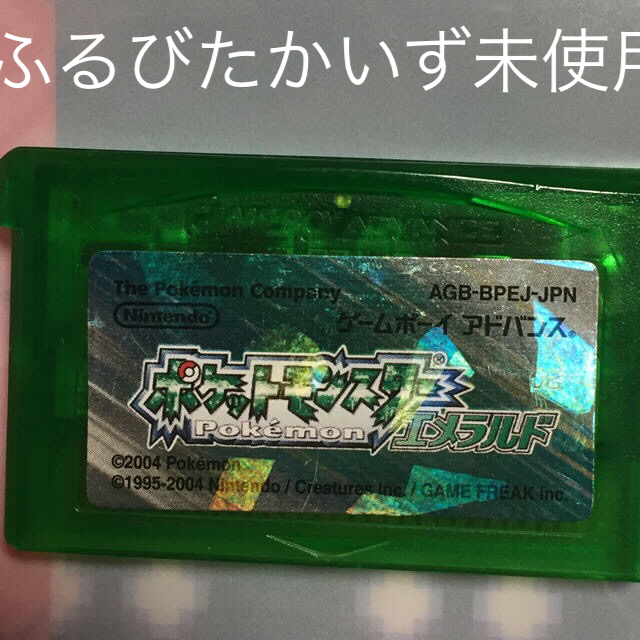 ふるびたかいず未使用
GAME BOY ADVANCE
The Pokémon Company
AGB-BPEJ-JPN
Nintendo
ゲームボーイ アドバンス®
ポケットモンスター®
Pokémon
エメラルド
©2004 Pokémon
©1995-2004 Nintendo / Creatures inc. / GAME FREAK inc.